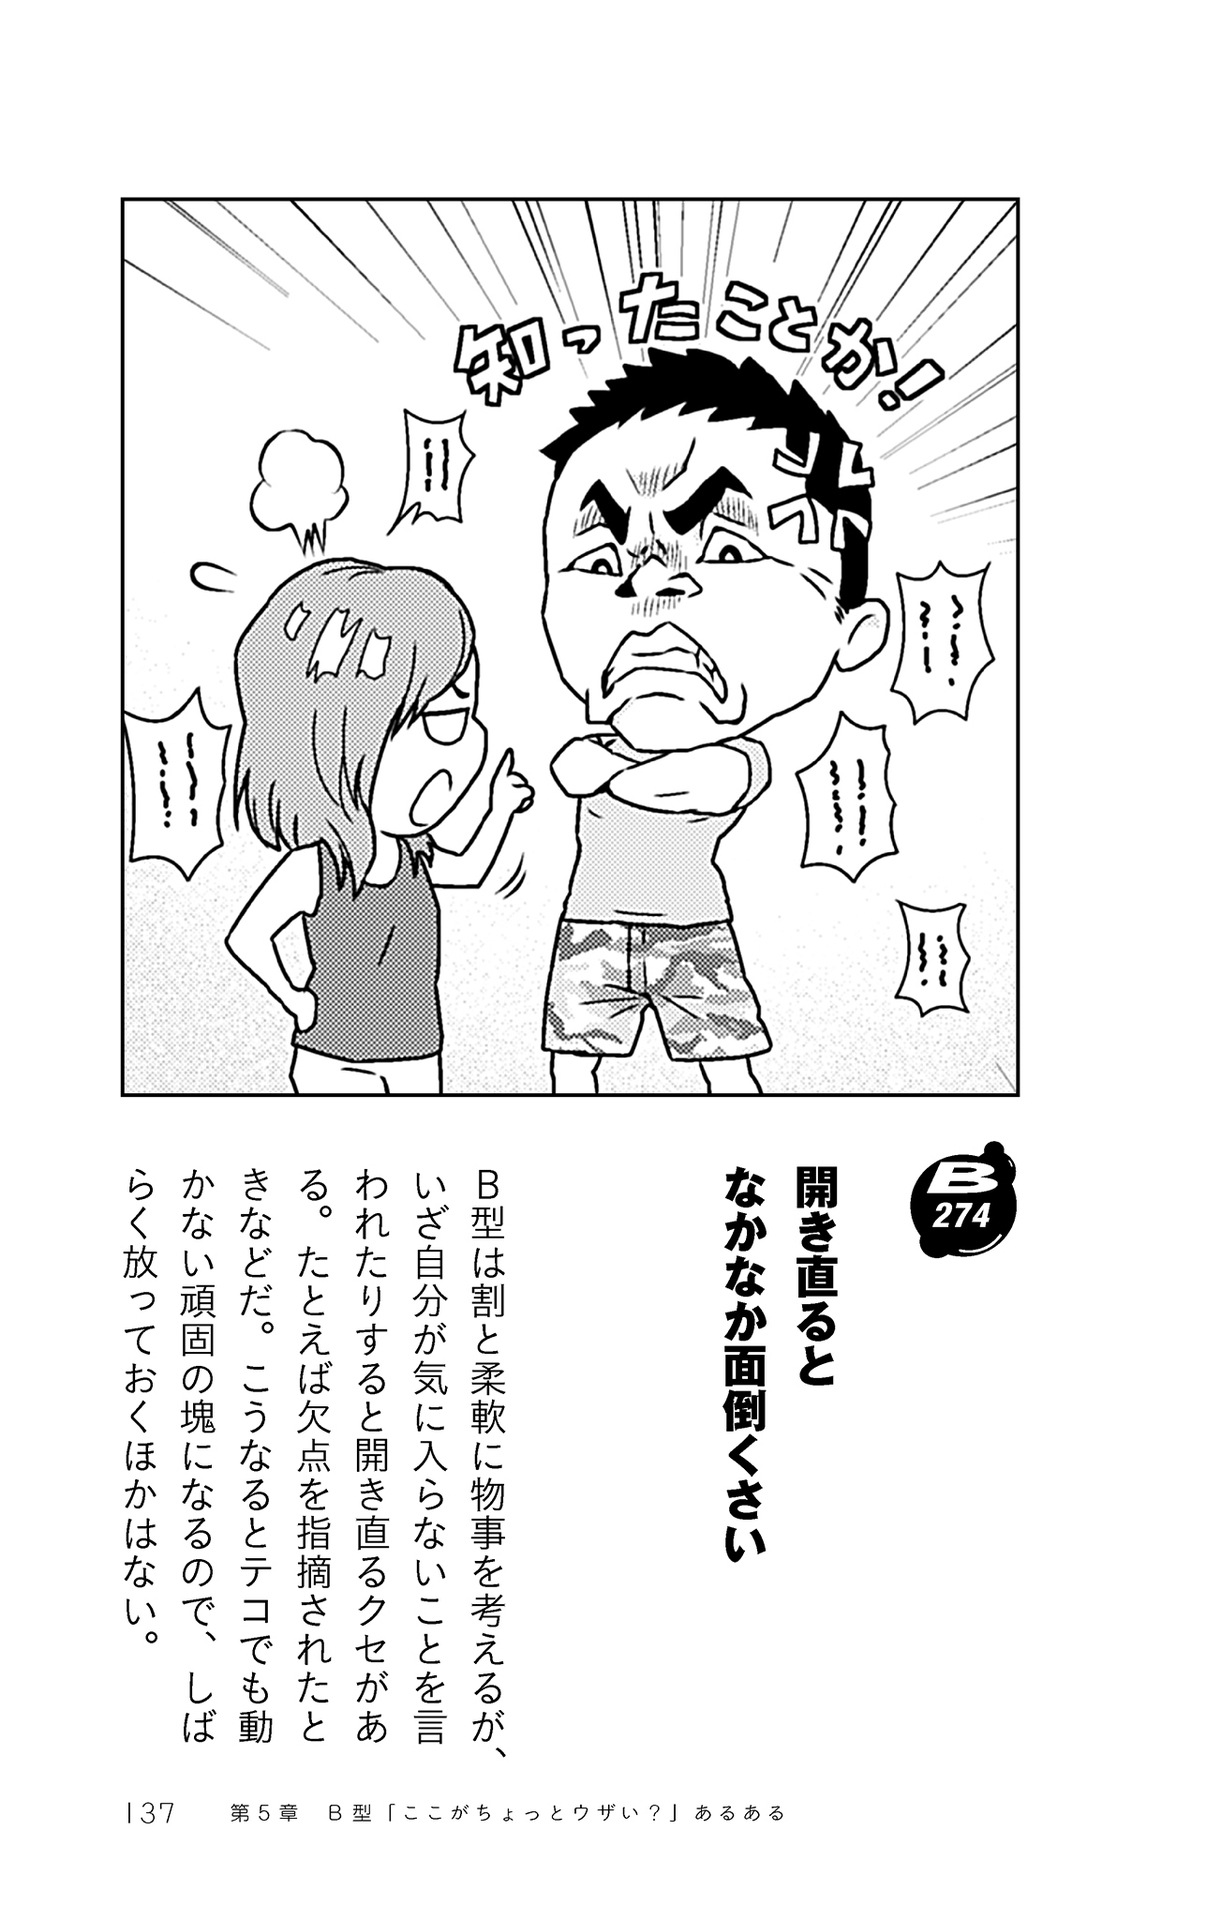 知ったことか！
B
274
開き直ると
なかなか面倒くさい
B型は割と柔軟に物事を考えるが、
いざ自分が気に入らないことを言
われたりすると開き直るクセがあ
る。たとえば欠点を指摘されたと
きなどだ。こうなるとテコでも動
かない頑固の塊になるので、しば
らく放っておくほかはない。
137　第5章　B型「ここがちょっとウザい？」あるある